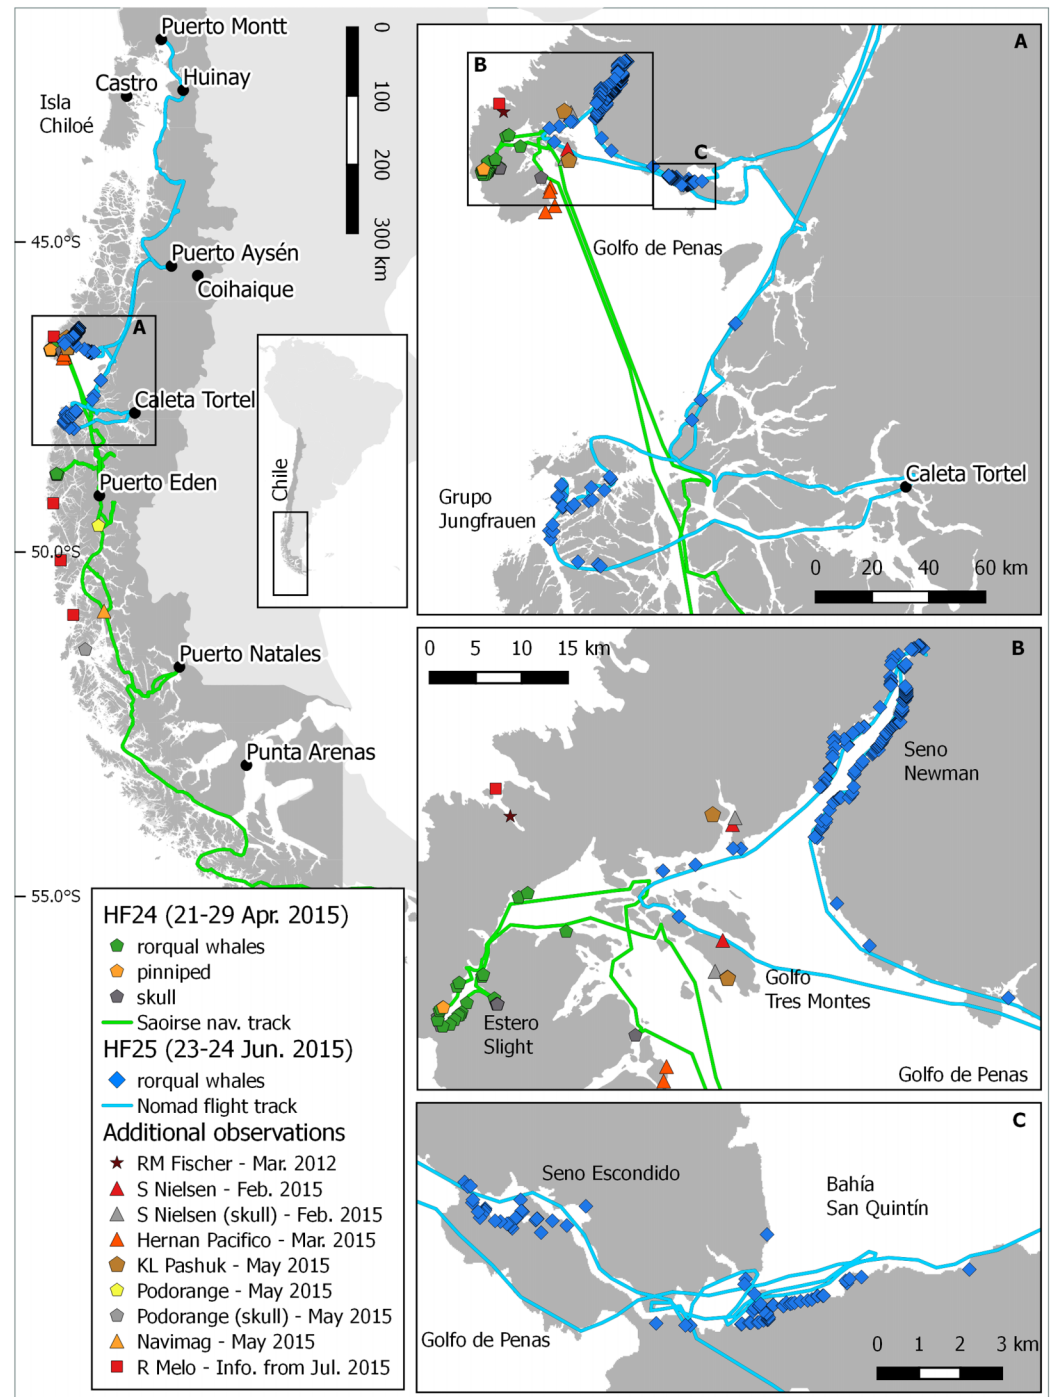 Puerto Montt
Castro
Huinay
Isla
Chiloé
0
100
200
300 km
45.0°S
Puerto Aysén
Coihaique
A
Caleta Tortel
Puerto Eden
50.0°S
Chile
Puerto Natales
Punta Arenas
55.0°S
HF24 (21-29 Apr. 2015)
rorqual whales
pinniped
skull
Saoirse nav. track
HF25 (23-24 Jun. 2015)
rorqual whales
Nomad flight track
Additional observations
RM Fischer - Mar. 2012
S Nielsen - Feb. 2015
S Nielsen (skull) - Feb. 2015
Hernan Pacifico - Mar. 2015
KL Pashuk - May 2015
Podorange - May 2015
Podorange (skull) - May 2015
Navimag - May 2015
R Melo - Info. from Jul. 2015
A
B
C
Golfo de Penas
Grupo
Jungfrauen
Caleta Tortel
0 20 40 60 km
0 5 10 15 km
B
Seno
Newman
Golfo
Tres Montes
Estero
Slight
Golfo de Penas
C
Seno Escondido
Bahía
San Quintín
Golfo de Penas
0 1 2 3 km